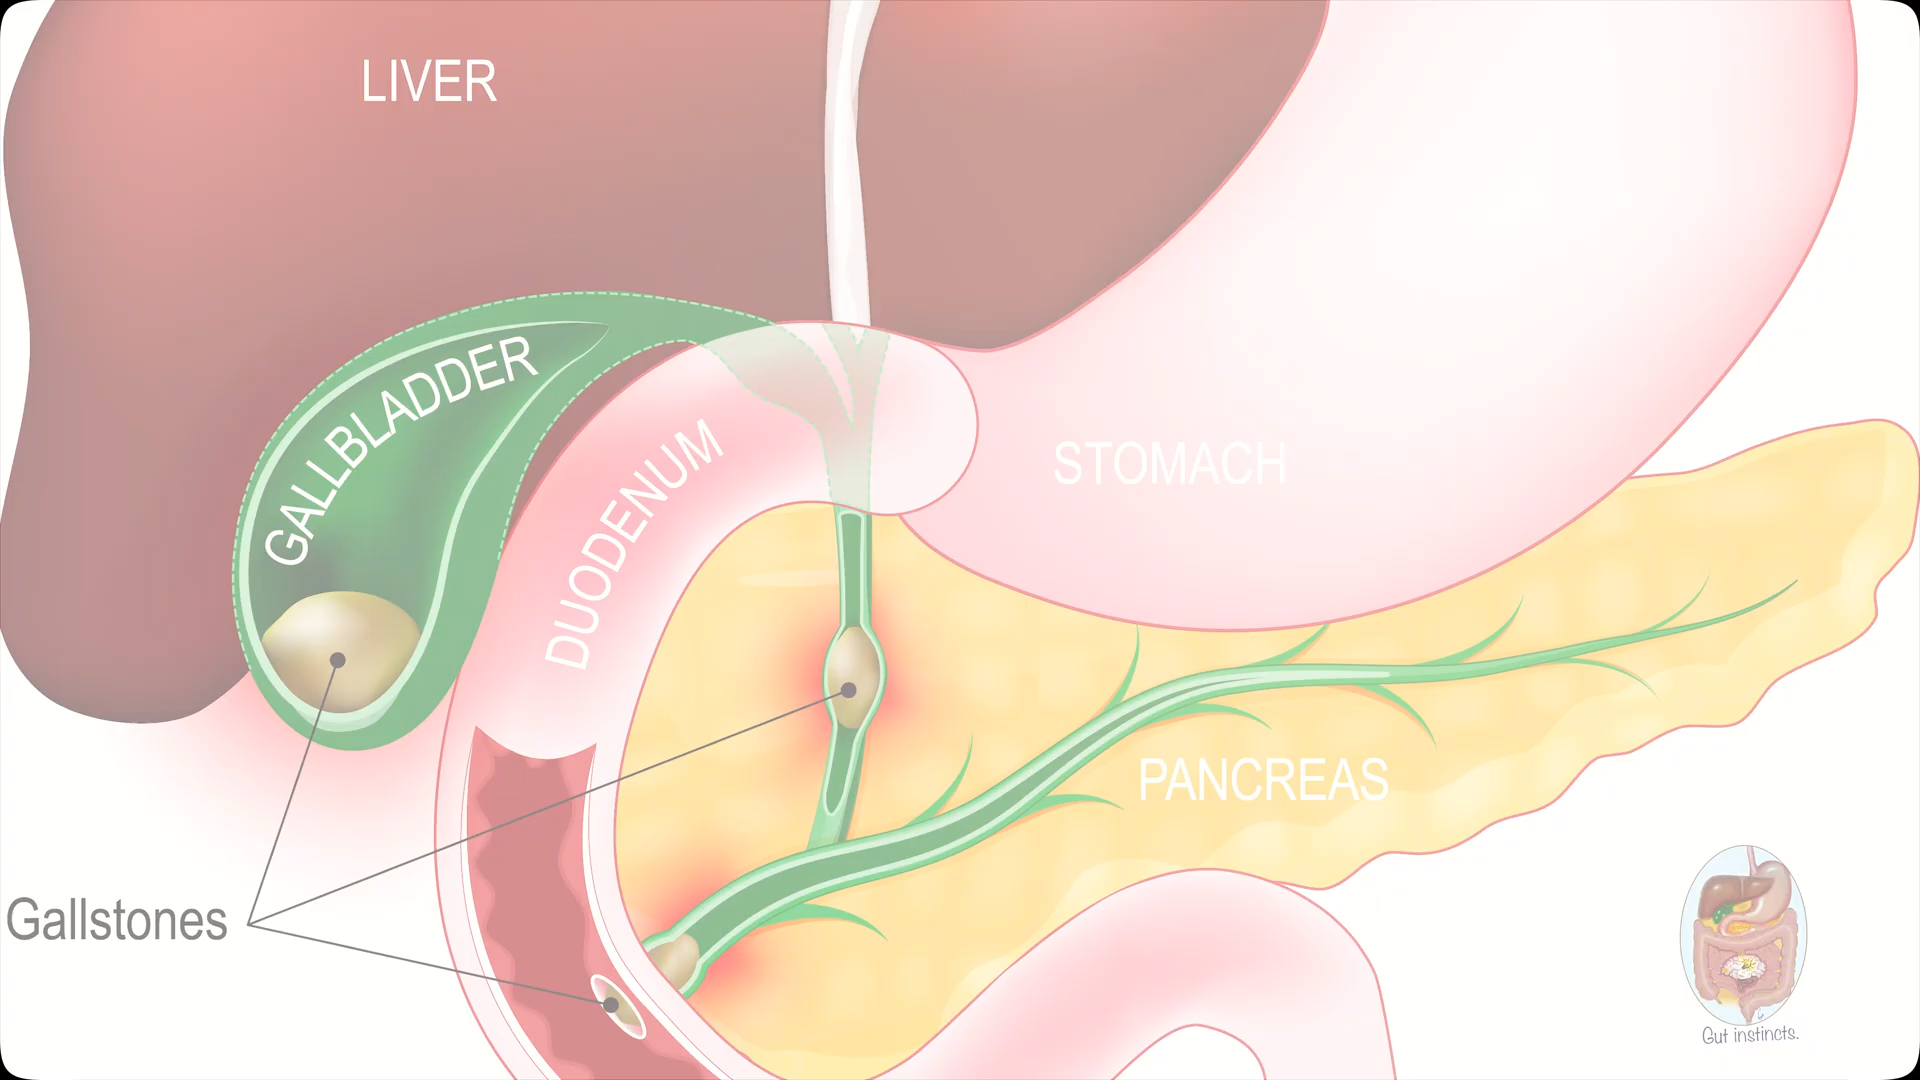 LIVER
GALLBLADDER
DUODENUM
STOMACH
PANCREAS
Gallstones
Gut instincts.